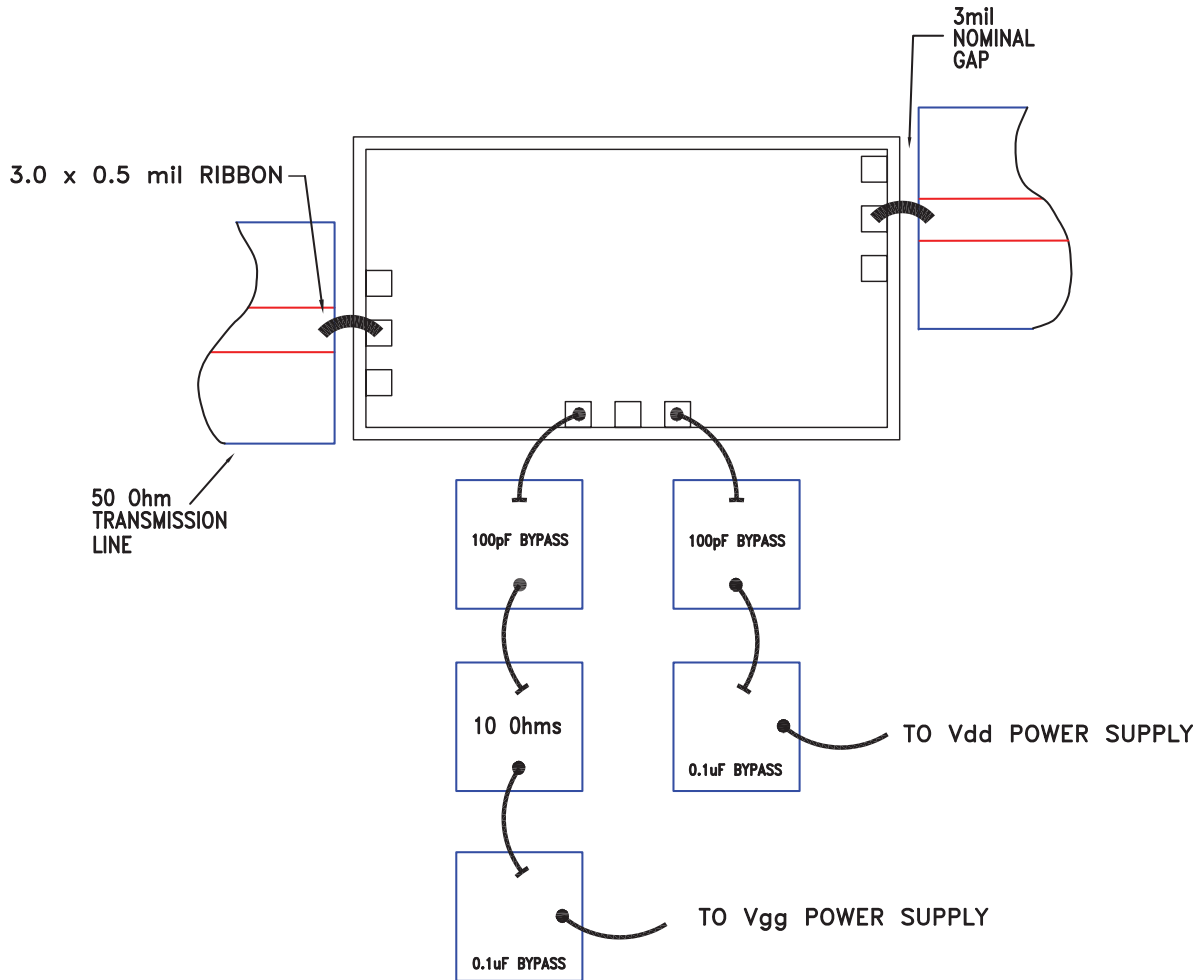 3mil
NOMINAL
GAP
3.0 x 0.5 mil RIBBON
50 Ohm
TRANSMISSION
LINE
100pF BYPASS
100pF BYPASS
10 Ohms
0.1uF BYPASS
TO Vdd POWER SUPPLY
TO Vgg POWER SUPPLY
0.1uF BYPASS